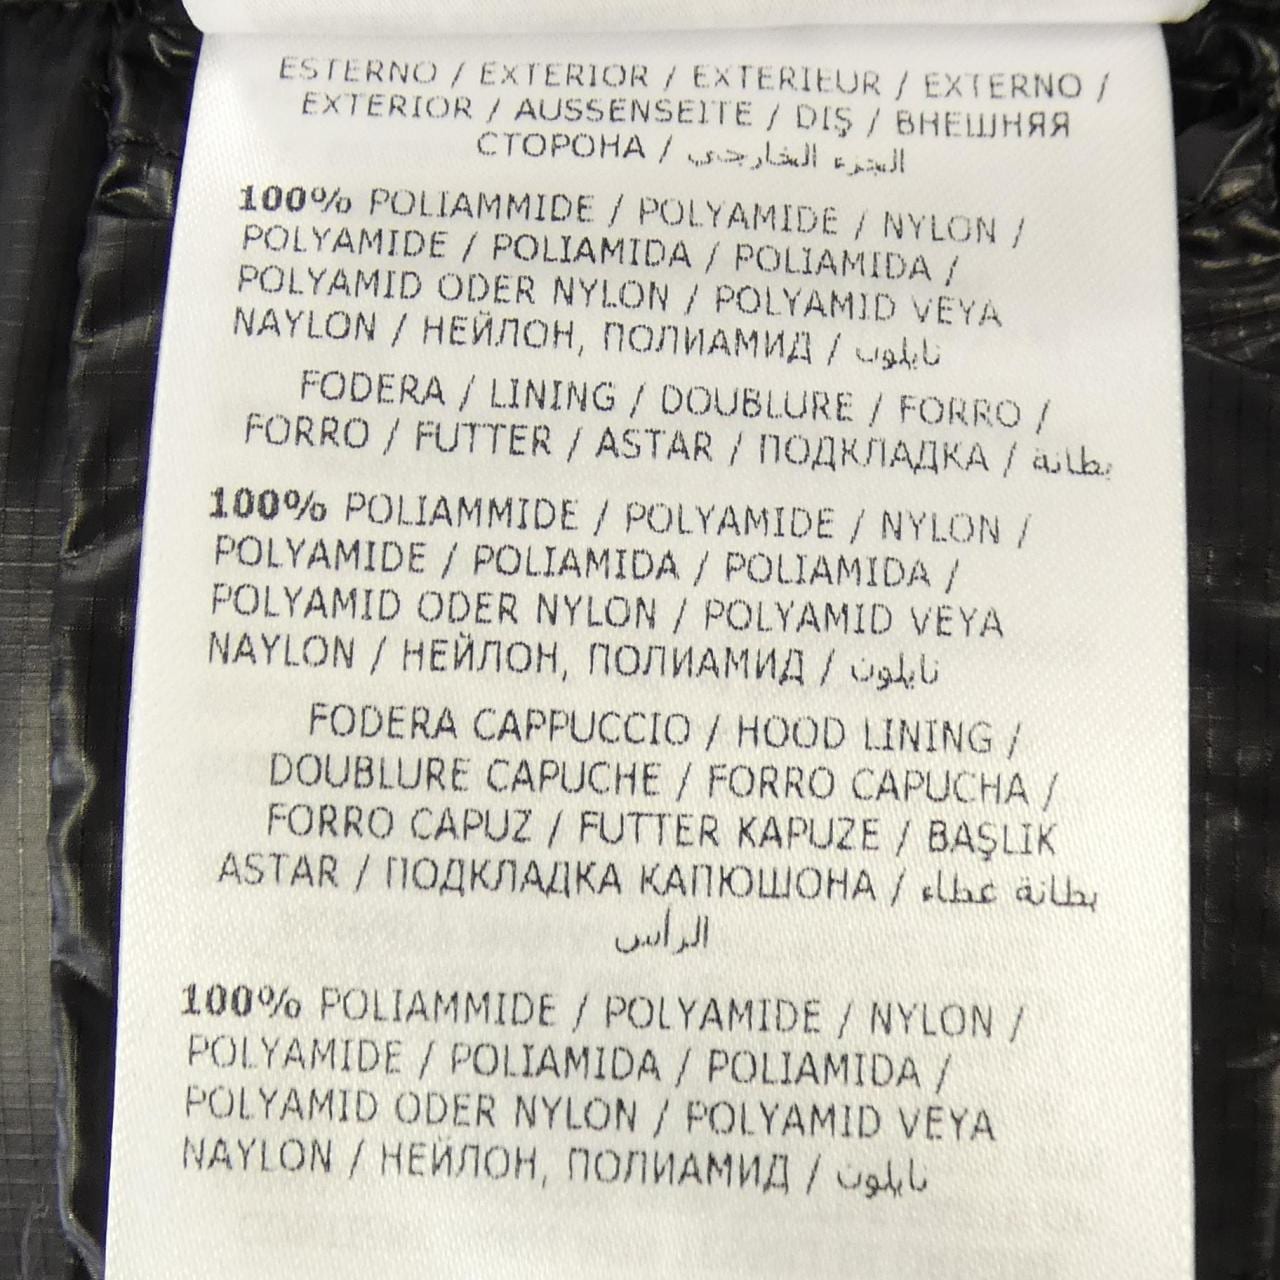 ESTERNO / EXTERIOR / EXTERIEUR / EXTERNO /
EXTERIOR / AUSSENSEITE / DIŞ / ВНЕШНЯЯ
СТОРОНА / الجزء الخارجي
100% POLIAMMIDE / POLYAMIDE / NYLON /
POLYAMIDE / POLIAMIDA / POLIAMIDA /
POLYAMID ODER NYLON / POLYAMID VEYA
NAYLON / НЕЙЛОН, ПОЛИАМИД / نايلون
FODERA / LINING / DOUBLURE / FORRO /
FORRO / FUTTER / ASTAR / ПОДКЛАДКА / بطانة
100% POLIAMMIDE / POLYAMIDE / NYLON /
POLYAMIDE / POLIAMIDA / POLIAMIDA /
POLYAMID ODER NYLON / POLYAMID VEYA
NAYLON / НЕЙЛОН, ПОЛИАМИД / نايلون
FODERA CAPPUCCIO / HOOD LINING /
DOUBLURE CAPUCHE / FORRO CAPUCHA /
FORRO CAPUZ / FUTTER KAPUZE / BAŞLIK
ASTAR / ПОДКЛАДКА КАПЮШОНА / بطانة غطاء
الرأس
100% POLIAMMIDE / POLYAMIDE / NYLON /
POLYAMIDE / POLIAMIDA / POLIAMIDA /
POLYAMID ODER NYLON / POLYAMID VEYA
NAYLON / НЕЙЛОН, ПОЛИАМИД / نايلون